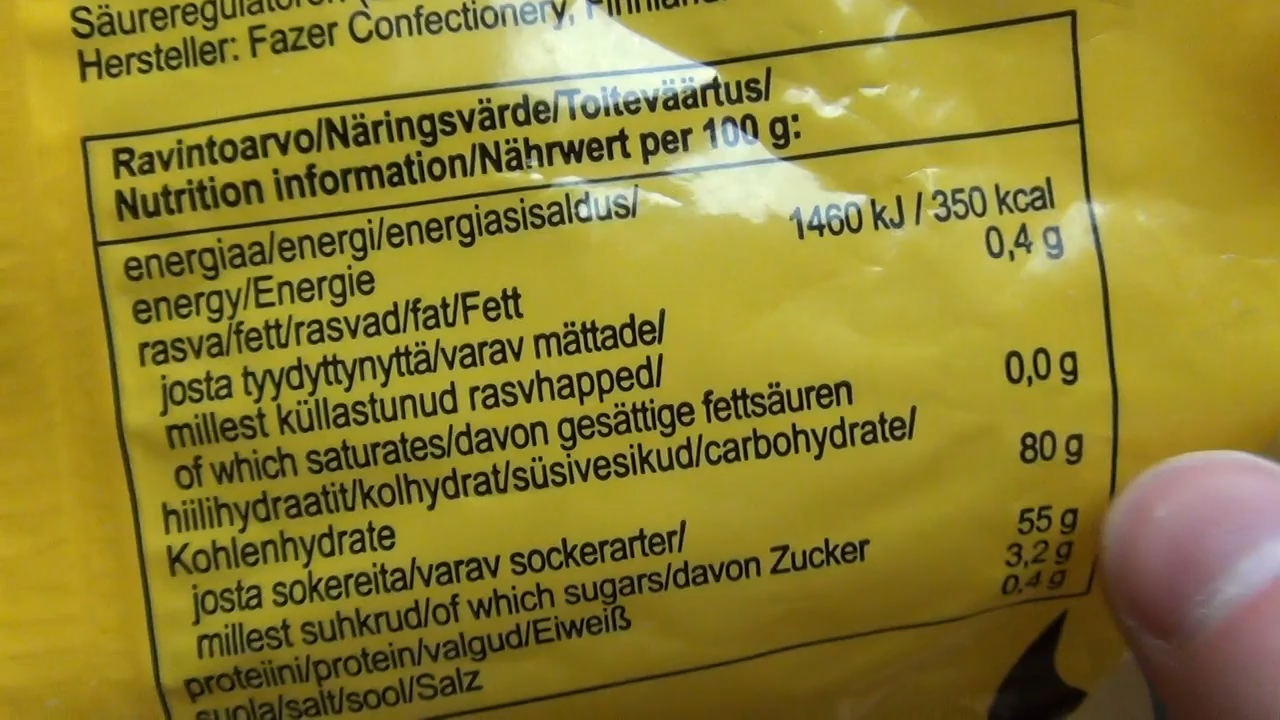 Hersteller: Fazer Confectionery,
Ravintoarvo/Näringsvärde/Toiteväärtus/
Nutrition information/Nährwert per 100 g:
energiaa/energi/energiasisaldus/ 1460 kJ / 350 kcal
energy/Energie
rasva/fett/rasvad/fat/Fett 0,4 g
josta tyydyttynyttä/varav mättade/
millest küllastunud rasvhapped/
of which saturates/davon gesättige fettsäuren 0,0 g
hiilihydraatit/kolhydrat/süsivesikud/carbohydrate/
Kohlenhydrate 80 g
josta sokereita/varav sockerarter/
millest suhkrud/of which sugars/davon Zucker 55 g
proteiini/protein/valgud/Eiweiß 3,2 g
suola/salt/sool/Salz 0.4 g